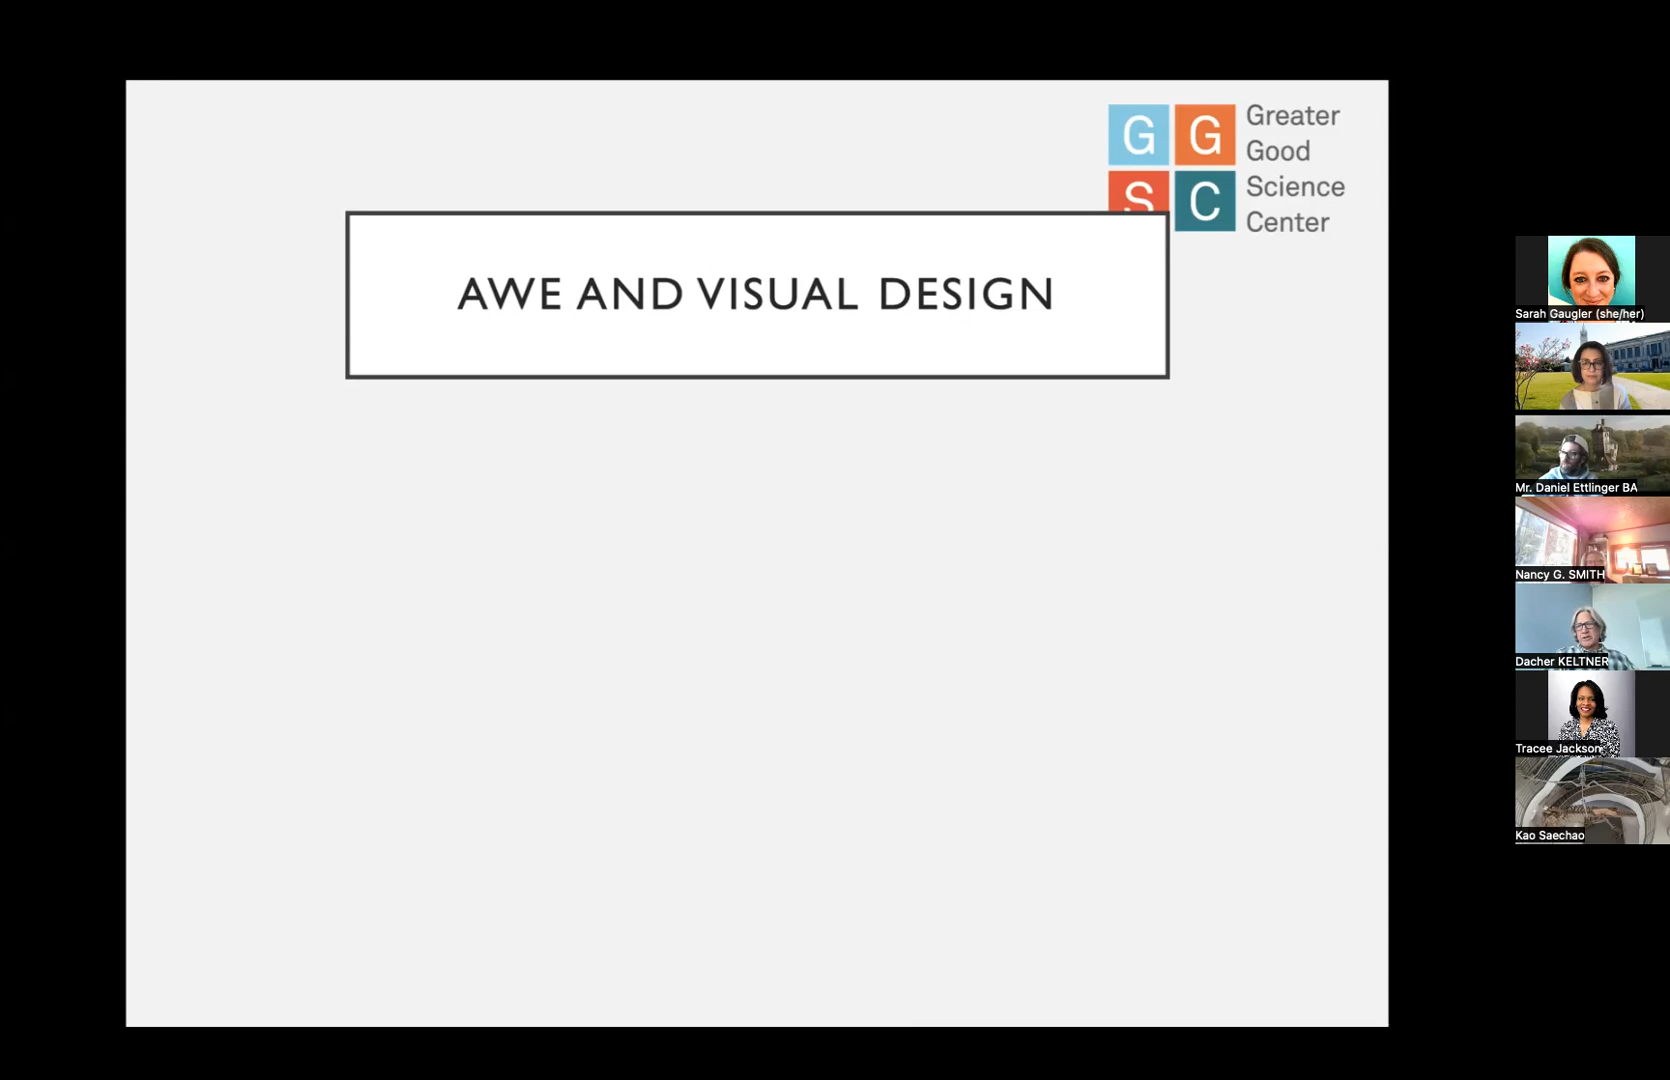 G G
S C
Greater
Good
Science
Center
AWE AND VISUAL DESIGN
Sarah Gaugler (she/her)
Mr. Daniel Ettlinger BA
Nancy G. SMITH
Dacher KELTNER
Tracee Jackson
Kao Saechao